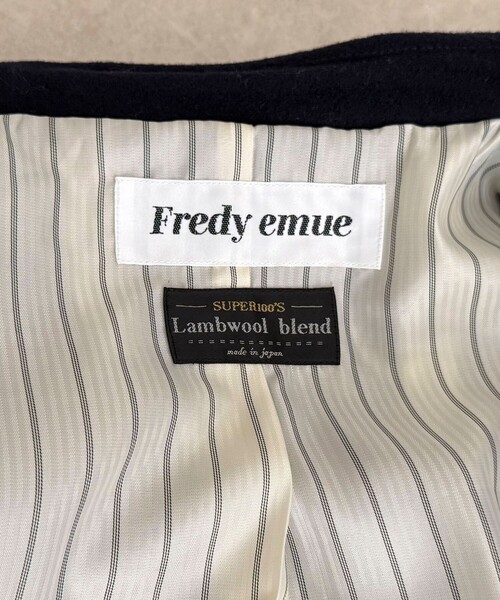 Fredy emue
SUPER100'S
Lambwool blend
made in japan